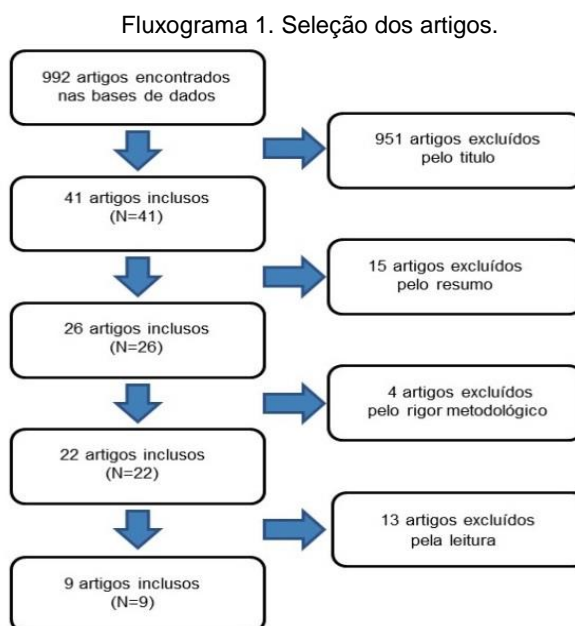 Fluxograma 1. Seleção dos artigos.
992 artigos encontrados
nas bases de dados
951 artigos excluídos
pelo titulo
41 artigos inclusos
(N=41)
15 artigos excluídos
pelo resumo
26 artigos inclusos
(N=26)
4 artigos excluídos
pelo rigor metodológico
22 artigos inclusos
(N=22)
13 artigos excluídos
pela leitura
9 artigos inclusos
(N=9)